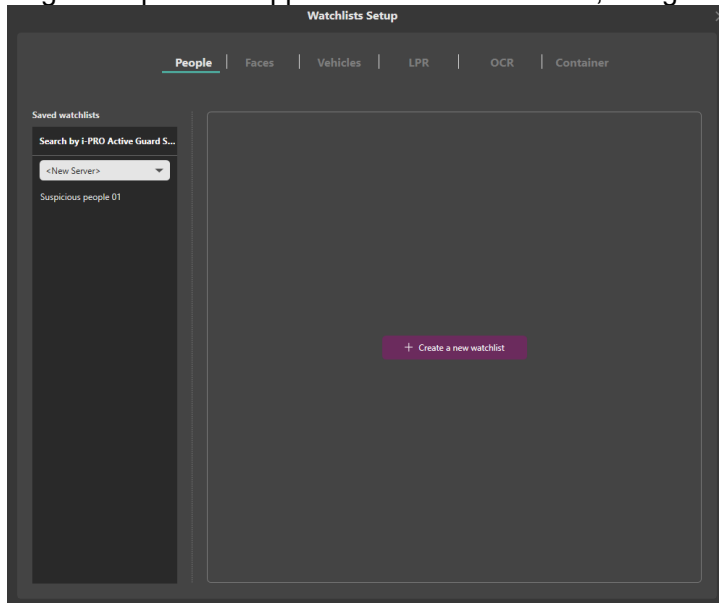 Watchlists Setup
People | Faces | Vehicles | LPR | OCR | Container
Saved watchlists
Search by i-PRO Active Guard S...
<New Server>
Suspicious people 01
+ Create a new watchlist